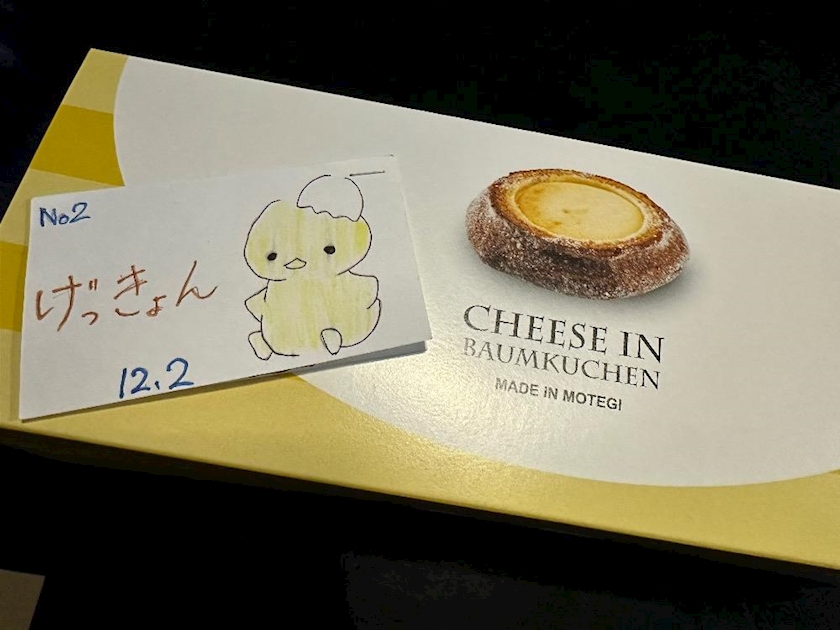 No2
げっきょん
12.2
CHEESE IN
BAUMKUCHEN
MADE iN MOTEGI